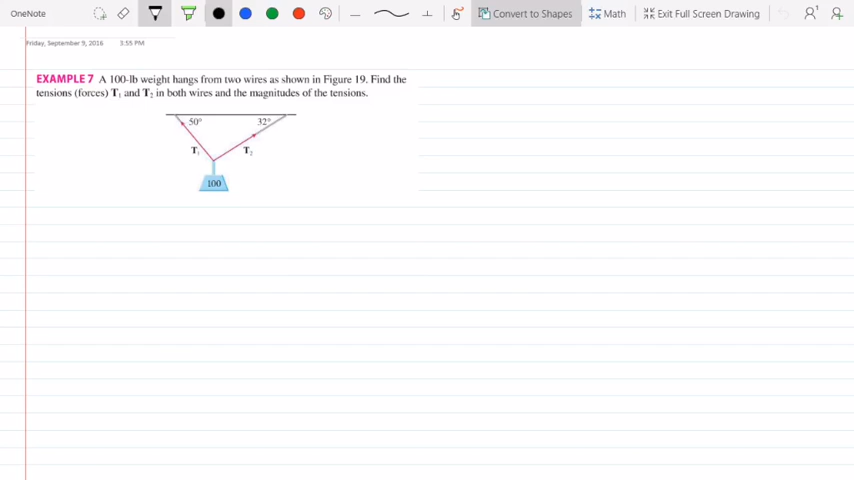 OneNote
Convert to Shapes
Math
Exit Full Screen Drawing
1
Friday, September 9, 2016 3:55 PM
EXAMPLE 7 A 100-lb weight hangs from two wires as shown in Figure 19. Find the
tensions (forces) T₁ and T₂ in both wires and the magnitudes of the tensions.
50° 32°
T₁ T₂
100